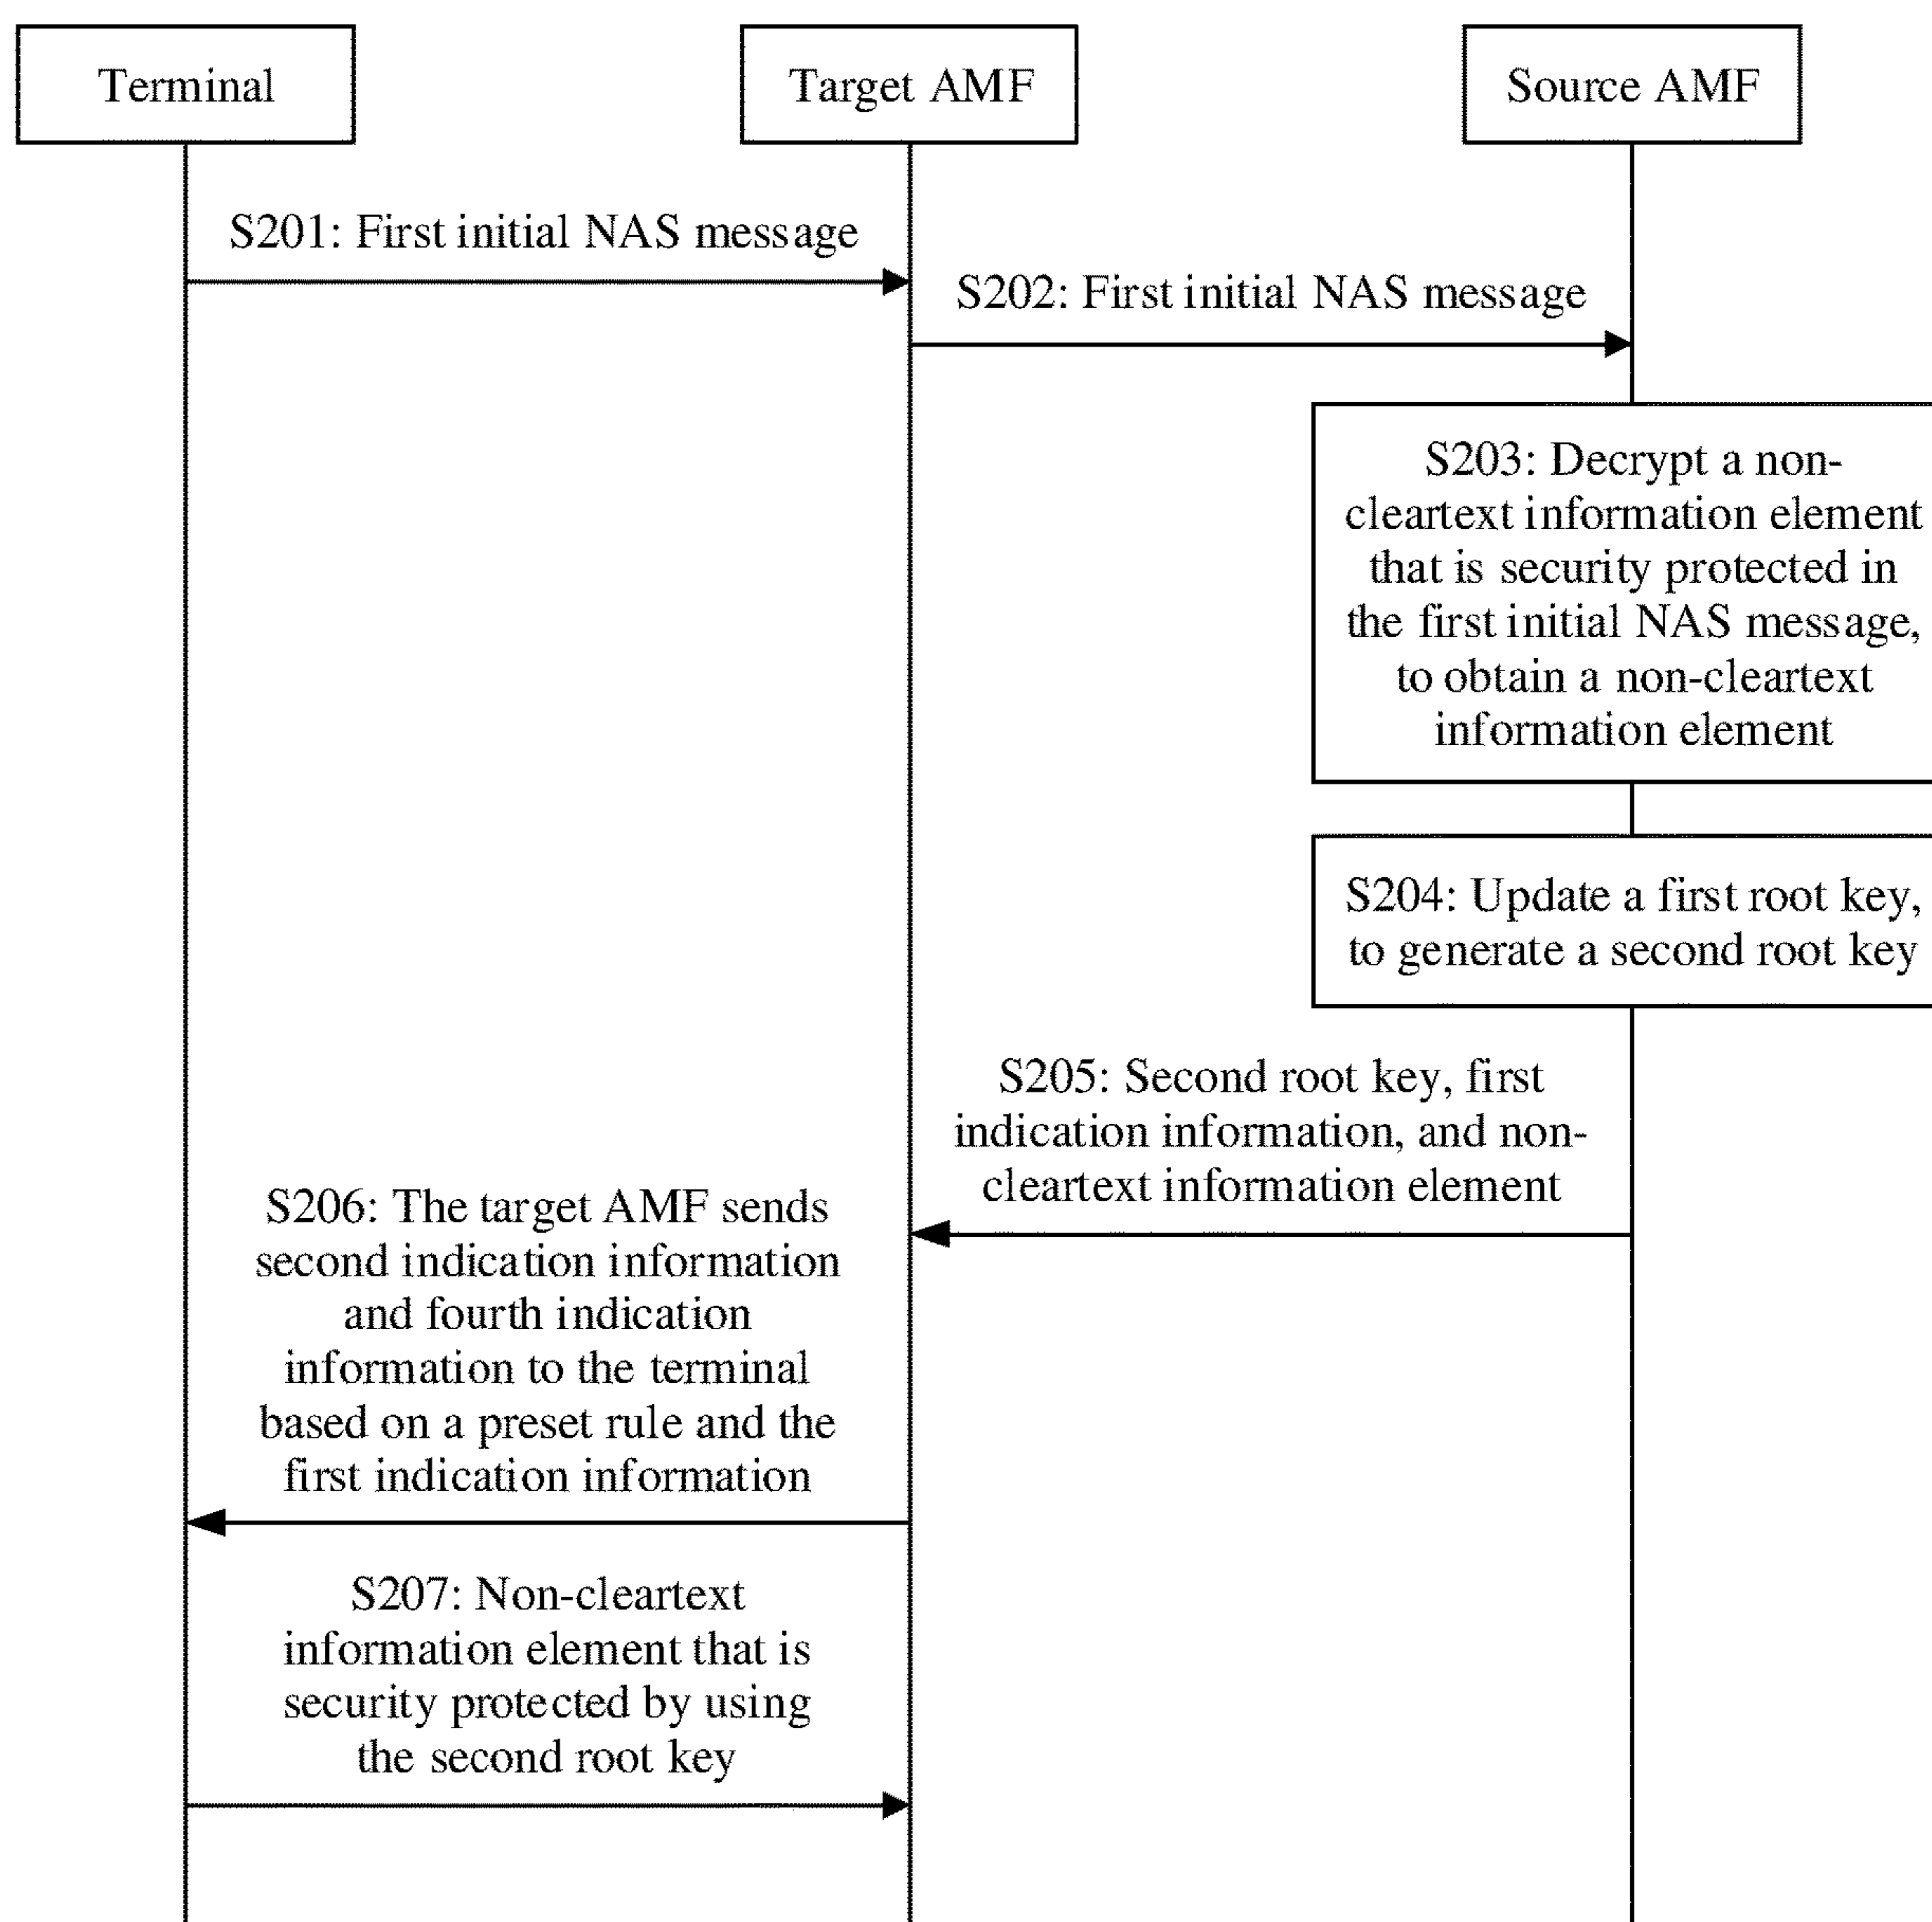 Terminal
Target AMF
Source AMF
S201: First initial NAS message
S202: First initial NAS message
S203: Decrypt a non-
cleartext information element
that is security protected in
the first initial NAS message,
to obtain a non-cleartext
information element
S204: Update a first root key,
to generate a second root key
S205: Second root key, first
indication information, and non-
cleartext information element
S206: The target AMF sends
second indication information
and fourth indication
information to the terminal
based on a preset rule and the
first indication information
S207: Non-cleartext
information element that is
security protected by using
the second root key